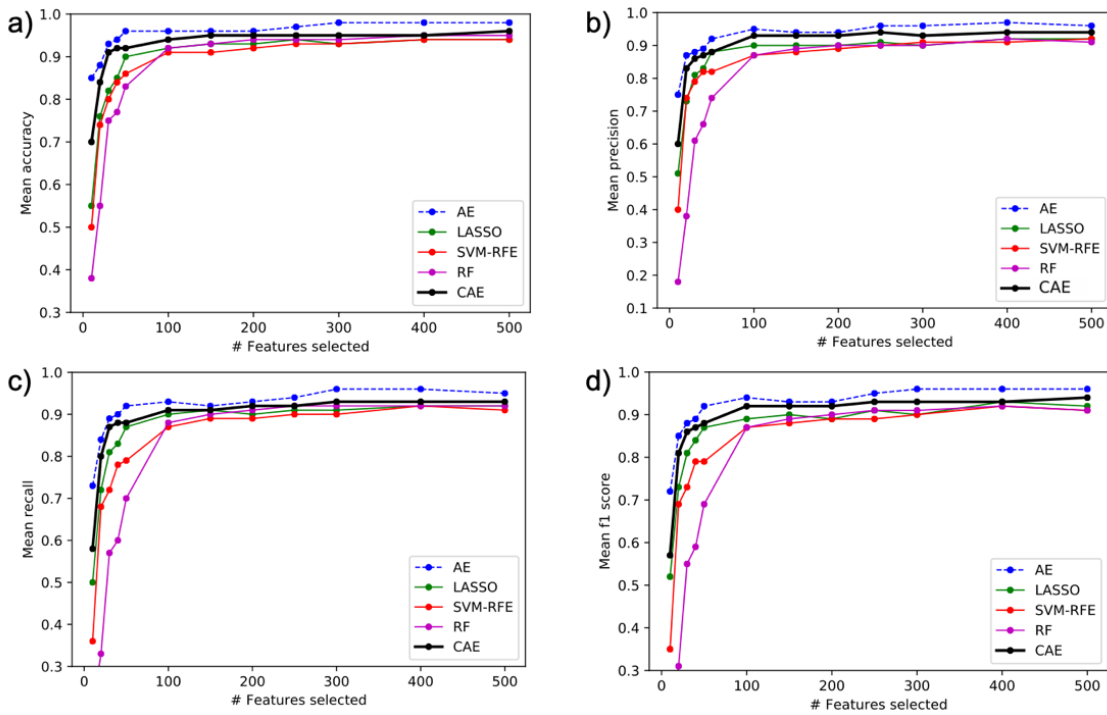 a)
1.0
0.9
0.8
0.7
0.6
0.5
0.4
0.3
Mean accuracy
AE
LASSO
SVM-RFE
RF
CAE
0 100 200 300 400 500
# Features selected
b)
1.0
0.9
0.8
0.7
0.6
0.5
0.4
0.3
0.2
0.1
Mean precision
AE
LASSO
SVM-RFE
RF
CAE
0 100 200 300 400 500
# Features selected
c)
1.0
0.9
0.8
0.7
0.6
0.5
0.4
0.3
Mean recall
AE
LASSO
SVM-RFE
RF
CAE
0 100 200 300 400 500
# Features selected
d)
1.0
0.9
0.8
0.7
0.6
0.5
0.4
0.3
Mean f1 score
AE
LASSO
SVM-RFE
RF
CAE
0 100 200 300 400 500
# Features selected